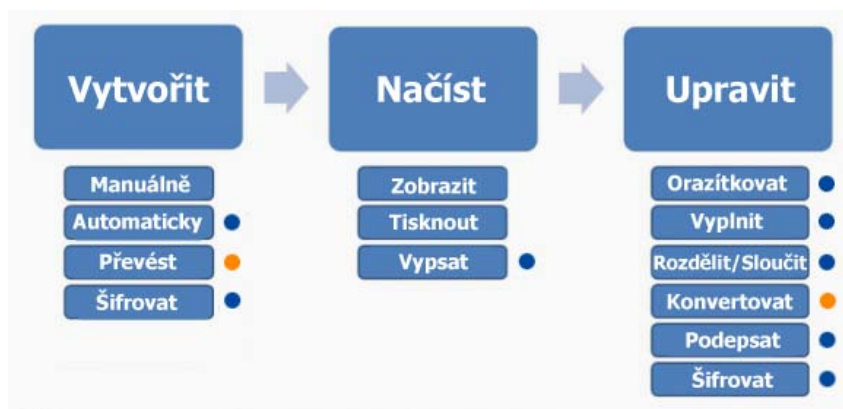 Vytvořit
Načíst
Upravit
Manuálně
Automaticky
Převést
Šifrovat
Zobrazit
Tisknout
Vypsat
Orazítkovat
Vyplnit
Rozdělit/Sloučit
Konvertovat
Podepsat
Šifrovat